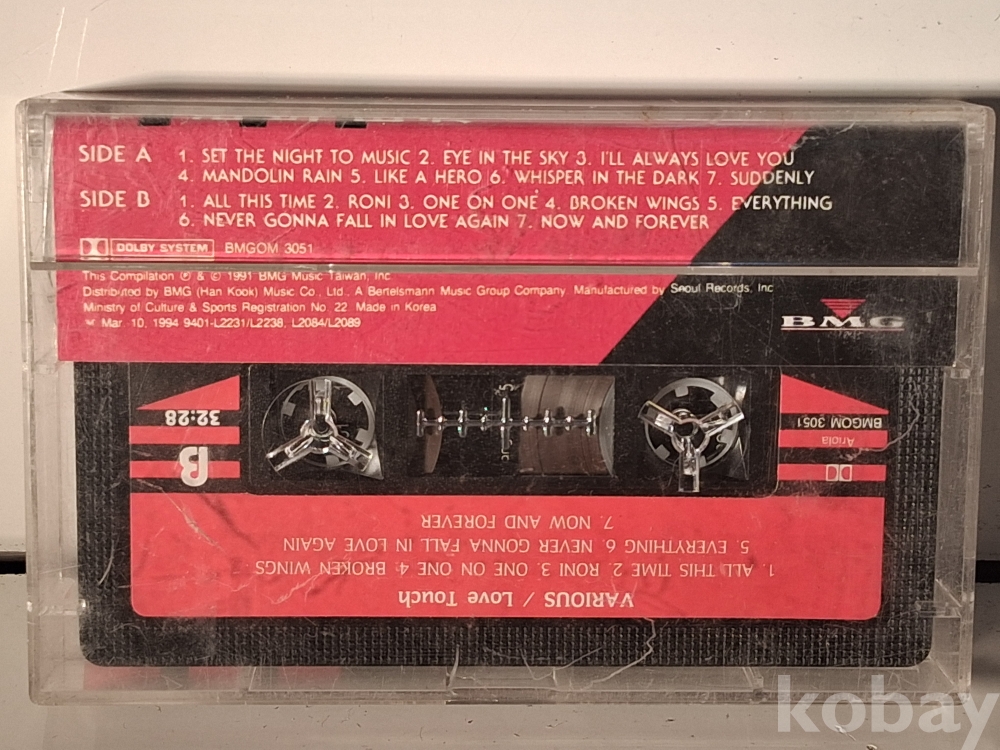 SIDE A 1. SET THE NIGHT TO MUSIC 2. EYE IN THE SKY 3. I'LL ALWAYS LOVE YOU
4. MANDOLIN RAIN 5. LIKE A HERO 6. WHISPER IN THE DARK 7. SUDDENLY
SIDE B 1. ALL THIS TIME 2. RONI 3. ONE ON ONE 4. BROKEN WINGS 5. EVERYTHING
6. NEVER GONNA FALL IN LOVE AGAIN 7. NOW AND FOREVER
DOLBY SYSTEM BMGOM 3051
This Compilation ℗ & © 1991 BMG Music Taiwan, Inc.
Distributed by BMG (Han Kook) Music Co., Ltd. A Bertelsmann Music Group Company. Manufactured by Seoul Records, Inc
Ministry of Culture & Sports Registration No. 22. Made in Korea
Mar. 10, 1994 9401-L2231/L2238, L2084/L2089
BMG
VARIOUS / Love Touch
1. ALL THIS TIME 2. RONI 3. ONE ON ONE 4. BROKEN WINGS
5. EVERYTHING 6. NEVER GONNA FALL IN LOVE AGAIN
7. NOW AND FOREVER
B
32:28
Ariola
BMGOM 3051
5
kobay